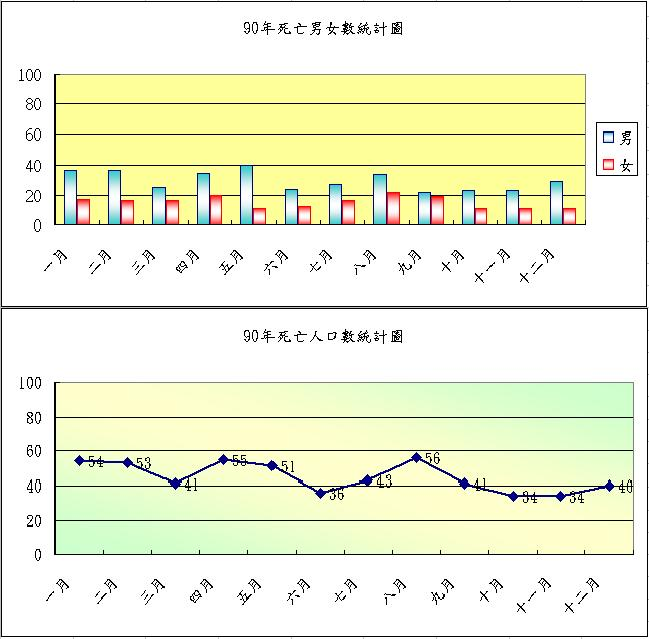 90年死亡男女數統計圖
100
80
60
40
20
0
男
女
一月 二月 三月 四月 五月 六月 七月 八月 九月 十月 十一月 十二月
90年死亡人口數統計圖
100
80
60
40
20
0
54 53 41 55 51 36 43 56 41 34 34 40
一月 二月 三月 四月 五月 六月 七月 八月 九月 十月 十一月 十二月